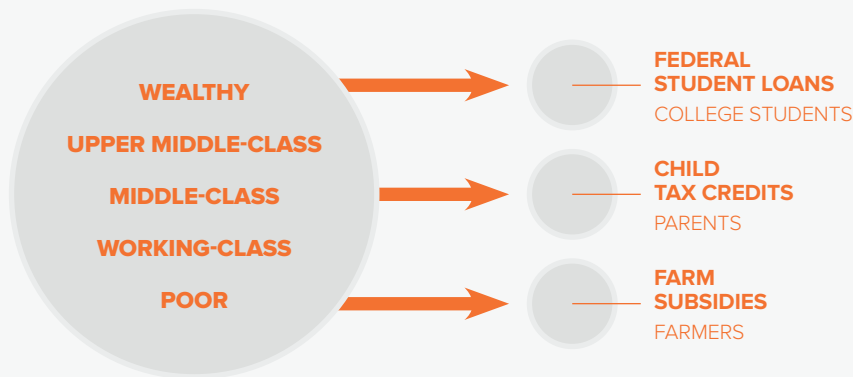 WEALTHY
UPPER MIDDLE-CLASS
MIDDLE-CLASS
WORKING-CLASS
POOR
FEDERAL
STUDENT LOANS
COLLEGE STUDENTS
CHILD
TAX CREDITS
PARENTS
FARM
SUBSIDIES
FARMERS